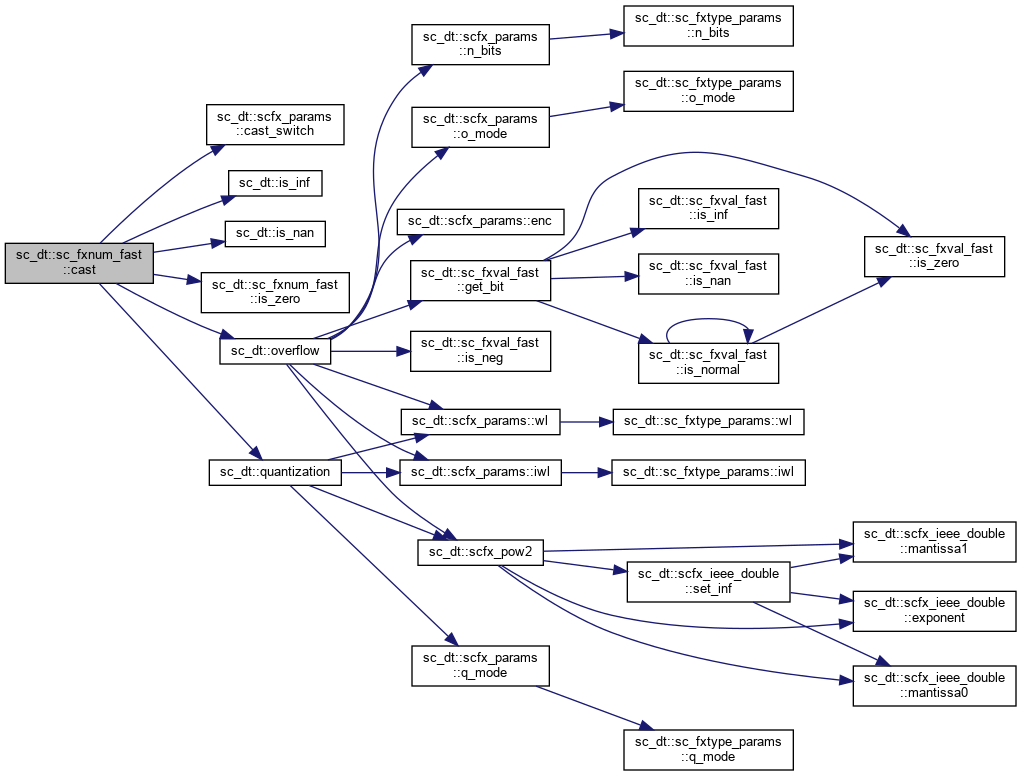 sc_dt::sc_fxnum_fast
::cast
sc_dt::scfx_params
::cast_switch
sc_dt::is_inf
sc_dt::is_nan
sc_dt::sc_fxnum_fast
::is_zero
sc_dt::overflow
sc_dt::quantization
sc_dt::scfx_params
::n_bits
sc_dt::scfx_params
::o_mode
sc_dt::scfx_params::enc
sc_dt::sc_fxval_fast
::get_bit
sc_dt::sc_fxval_fast
::is_neg
sc_dt::scfx_params::wl
sc_dt::scfx_params::iwl
sc_dt::scfx_pow2
sc_dt::scfx_params
::q_mode
sc_dt::sc_fxtype_params
::n_bits
sc_dt::sc_fxtype_params
::o_mode
sc_dt::sc_fxval_fast
::is_inf
sc_dt::sc_fxval_fast
::is_nan
sc_dt::sc_fxval_fast
::is_normal
sc_dt::sc_fxtype_params::wl
sc_dt::sc_fxtype_params::iwl
sc_dt::scfx_ieee_double
::set_inf
sc_dt::sc_fxtype_params
::q_mode
sc_dt::sc_fxval_fast
::is_zero
sc_dt::scfx_ieee_double
::mantissa1
sc_dt::scfx_ieee_double
::exponent
sc_dt::scfx_ieee_double
::mantissa0